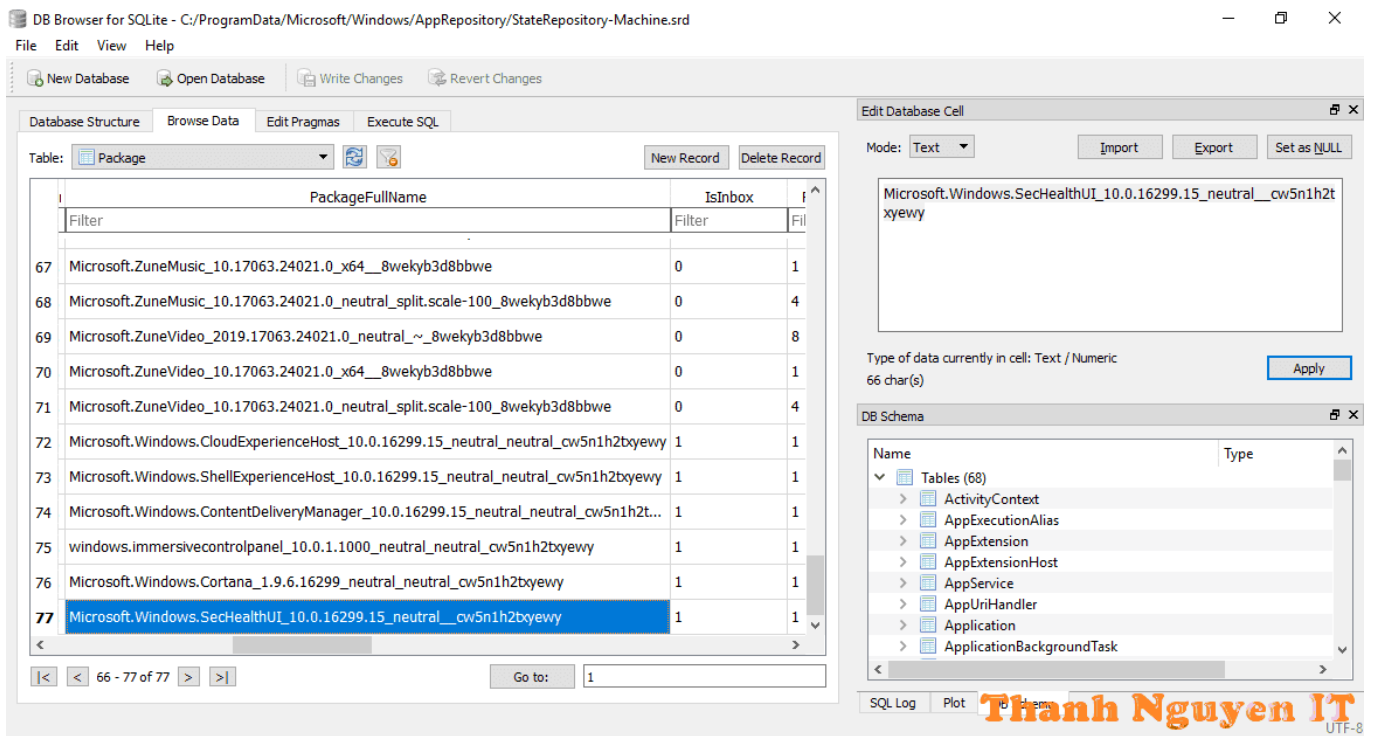 DB Browser for SQLite - C:/ProgramData/Microsoft/Windows/AppRepository/StateRepository-Machine.srd
File Edit View Help
New Database Open Database Write Changes Revert Changes
Database Structure Browse Data Edit Pragmas Execute SQL
Table: Package New Record Delete Record
PackageFullName IsInbox
Filter Filter Fil
67 Microsoft.ZuneMusic_10.17063.24021.0_x64__8wekyb3d8bbwe 0 1
68 Microsoft.ZuneMusic_10.17063.24021.0_neutral_split.scale-100_8wekyb3d8bbwe 0 4
69 Microsoft.ZuneVideo_2019.17063.24021.0_neutral_~_8wekyb3d8bbwe 0 8
70 Microsoft.ZuneVideo_10.17063.24021.0_x64__8wekyb3d8bbwe 0 1
71 Microsoft.ZuneVideo_10.17063.24021.0_neutral_split.scale-100_8wekyb3d8bbwe 0 4
72 Microsoft.Windows.CloudExperienceHost_10.0.16299.15_neutral_neutral_cw5n1h2txyewy 1 1
73 Microsoft.Windows.ShellExperienceHost_10.0.16299.15_neutral_neutral_cw5n1h2txyewy 1 1
74 Microsoft.Windows.ContentDeliveryManager_10.0.16299.15_neutral_neutral_cw5n1h2t... 1 1
75 windows.immersivecontrolpanel_10.0.1.1000_neutral_neutral_cw5n1h2txyewy 1 1
76 Microsoft.Windows.Cortana_1.9.6.16299_neutral_neutral_cw5n1h2txyewy 1 1
77 Microsoft.Windows.SecHealthUI_10.0.16299.15_neutral__cw5n1h2txyewy 1 1
|< < 66 - 77 of 77 > >| Go to: 1
Edit Database Cell
Mode: Text Import Export Set as NULL
Microsoft.Windows.SecHealthUI_10.0.16299.15_neutral__cw5n1h2t
xyewy
Type of data currently in cell: Text / Numeric
66 char(s)
Apply
DB Schema
Name Type
Tables (68)
ActivityContext
AppExecutionAlias
AppExtension
AppExtensionHost
AppService
AppUriHandler
Application
ApplicationBackgroundTask
SQL Log Plot
Thanh Nguyen IT
UTF-8